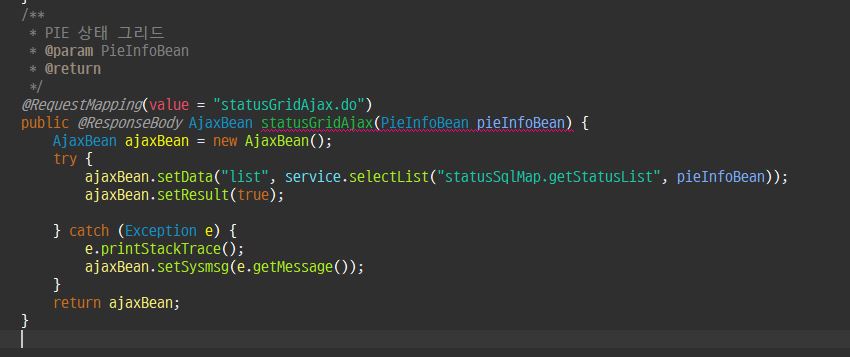 }
/**
 * PIE 상태 그리드
 * @param PieInfoBean
 * @return
 */
@RequestMapping(value = "statusGridAjax.do")
public @ResponseBody AjaxBean statusGridAjax(PieInfoBean pieInfoBean) {
    AjaxBean ajaxBean = new AjaxBean();
    try {
        ajaxBean.setData("list", service.selectList("statusSqlMap.getStatusList", pieInfoBean));
        ajaxBean.setResult(true);

    } catch (Exception e) {
        e.printStackTrace();
        ajaxBean.setSysmsg(e.getMessage());
    }
    return ajaxBean;
}